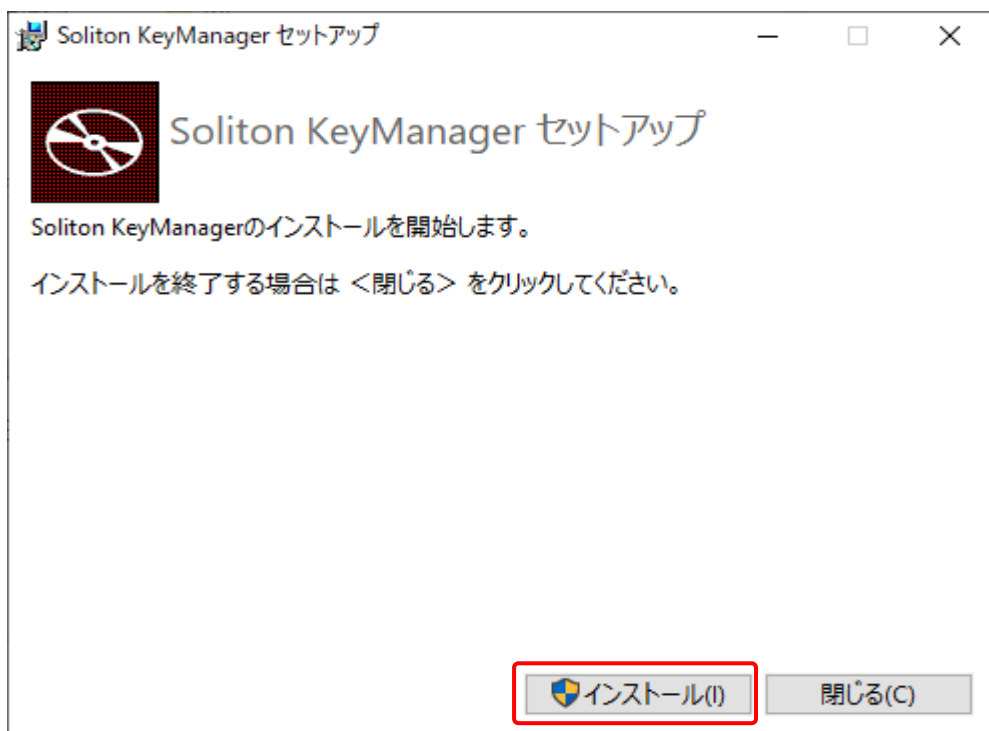 Soliton KeyManager セットアップ
Soliton KeyManager セットアップ
Soliton KeyManagerのインストールを開始します。
インストールを終了する場合は <閉じる> をクリックしてください。
インストール(I)
閉じる(C)